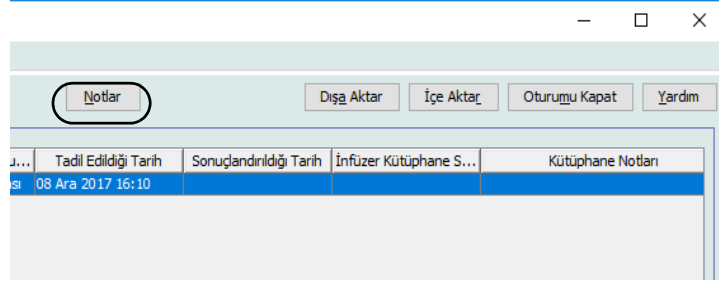 Notlar Dışa Aktar İçe Aktar Oturumu Kapat Yardım
u... Tadil Edildiği Tarih Sonuçlandırıldığı Tarih İnfüzer Kütüphane S... Kütüphane Notları
ası 08 Ara 2017 16:10